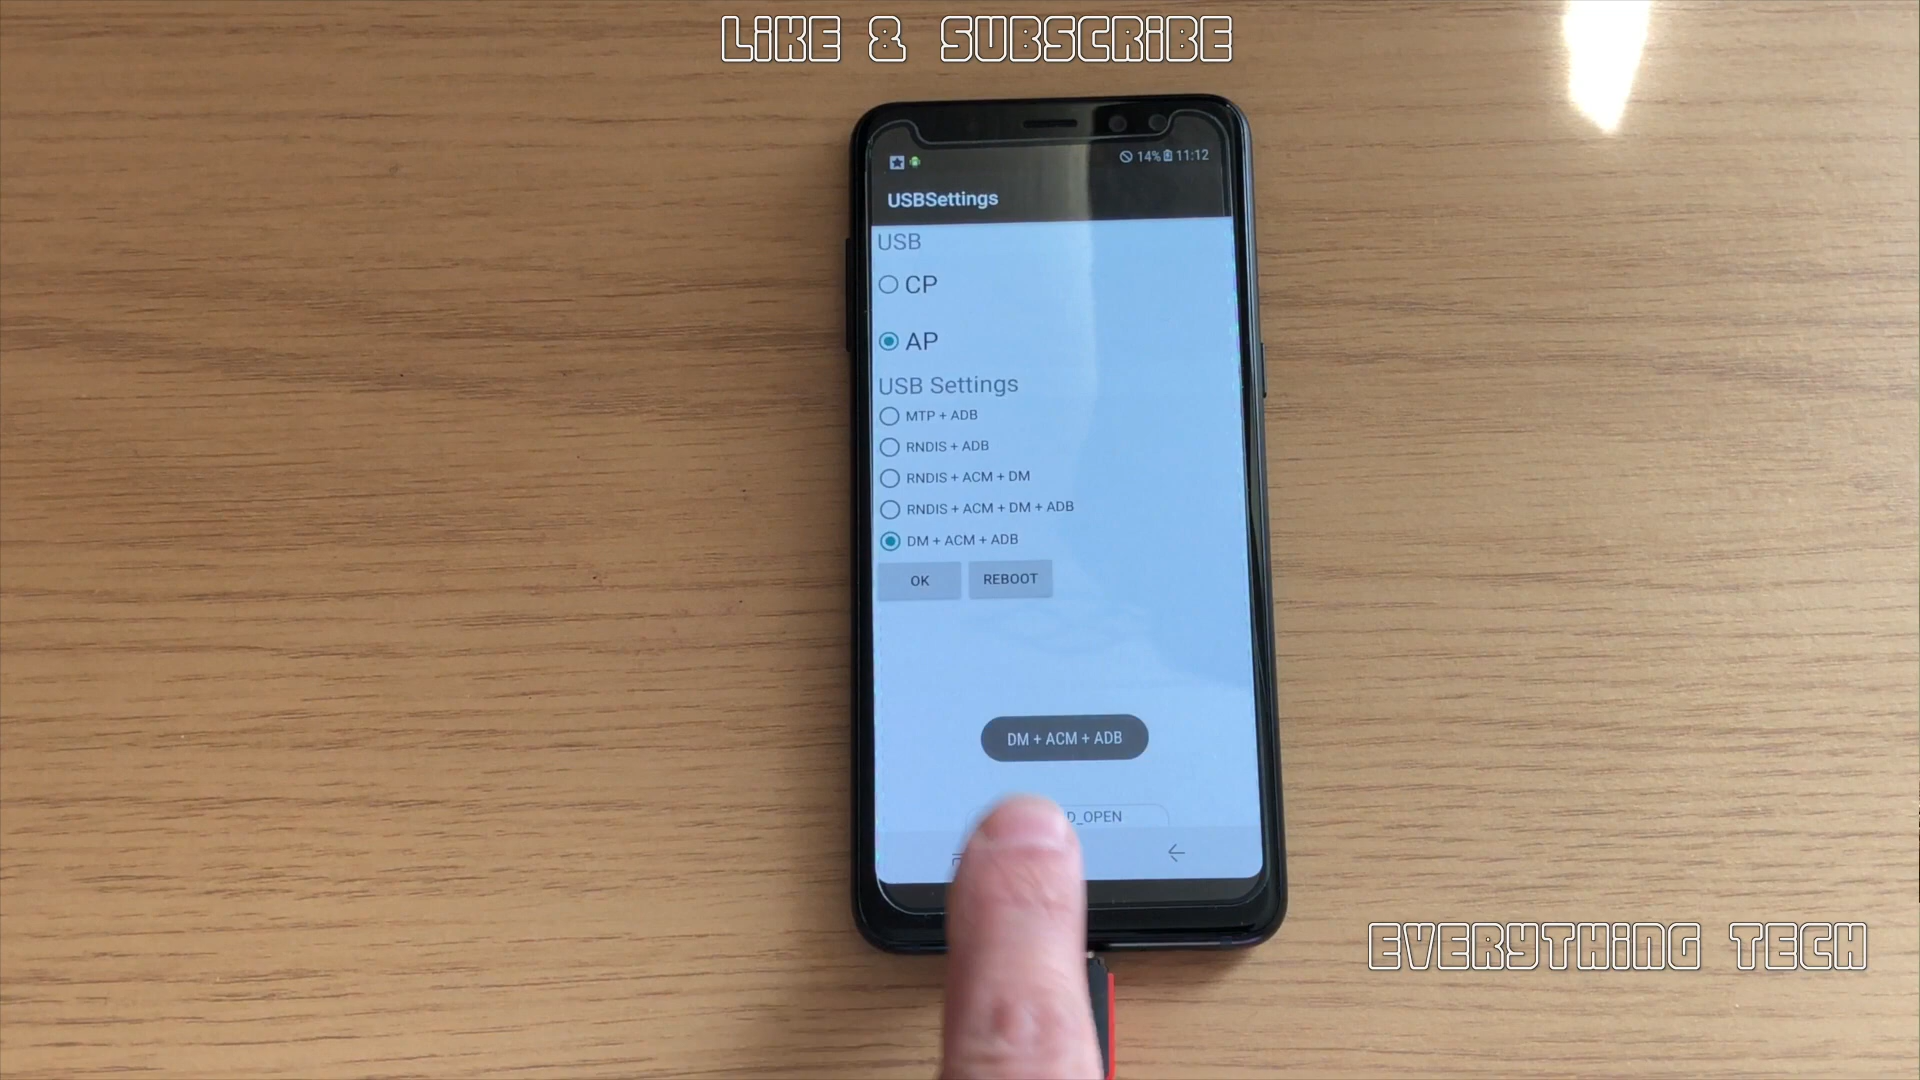 LiKE & SUBSCRiBE
14% 11:12
USBSettings
USB
CP
AP
USB Settings
MTP + ADB
RNDIS + ADB
RNDIS + ACM + DM
RNDIS + ACM + DM + ADB
DM + ACM + ADB
OK REBOOT
DM + ACM + ADB
D_OPEN
EVERYTHiNG TECH